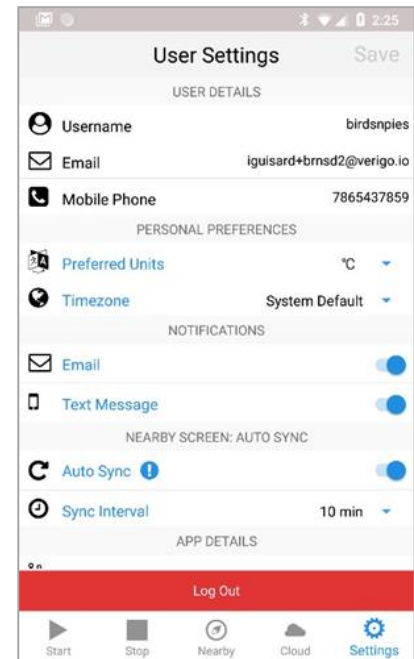 2:25
User Settings Save
USER DETAILS
Username birdsnpies
Email iguisard+brnsd2@verigo.io
Mobile Phone 7865437859
PERSONAL PREFERENCES
Preferred Units °C
Timezone System Default
NOTIFICATIONS
Email
Text Message
NEARBY SCREEN: AUTO SYNC
Auto Sync
Sync Interval 10 min
APP DETAILS
Log Out
Start Stop Nearby Cloud Settings